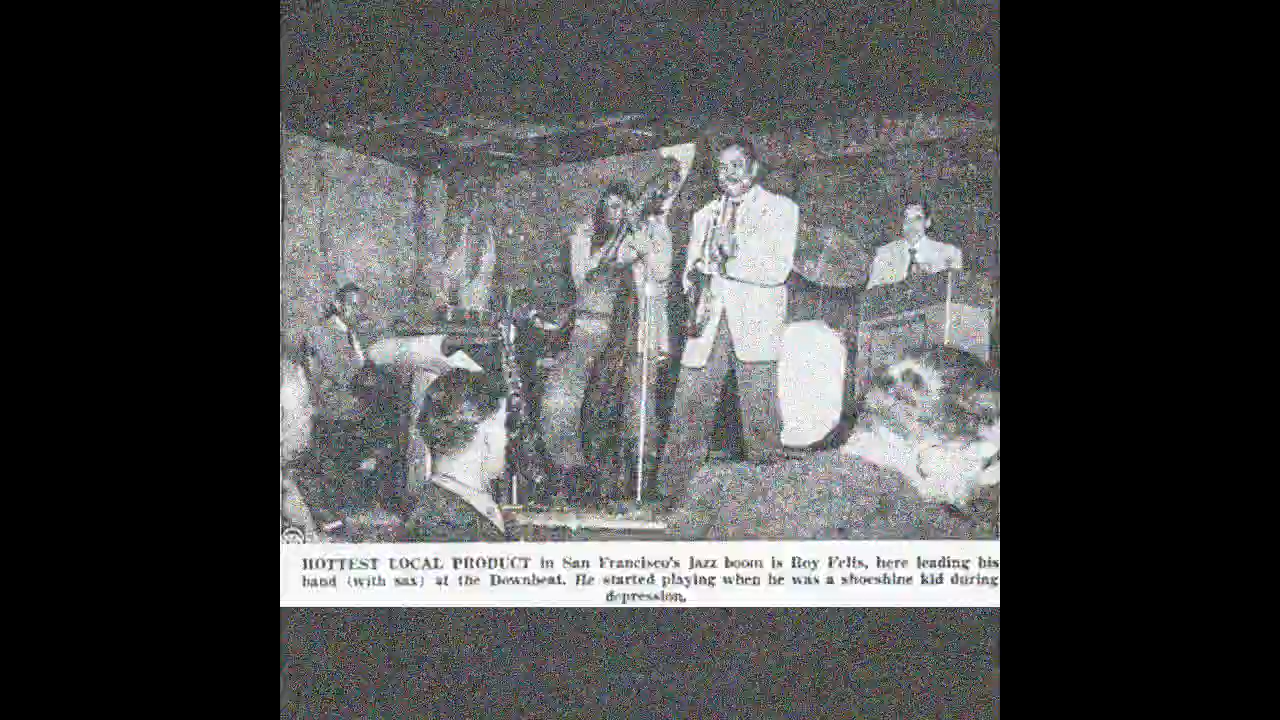 HOTTEST LOCAL PRODUCT in San Francisco's Jazz boom is Roy Felis, here leading his
band (with sax) at the Downbeat. He started playing when he was a shoeshine kid during
depression.